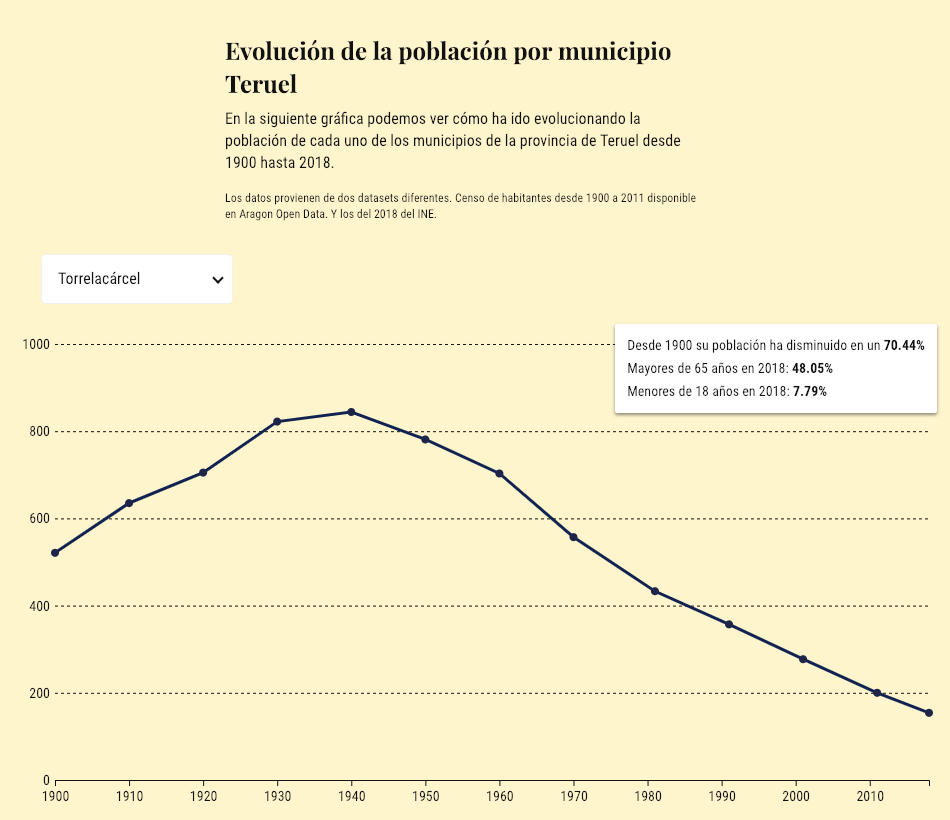 Evolución de la población por municipio
Teruel
En la siguiente gráfica podemos ver cómo ha ido evolucionando la
población de cada uno de los municipios de la provincia de Teruel desde
1900 hasta 2018.
Los datos provienen de dos datasets diferentes. Censo de habitantes desde 1900 a 2011 disponible
en Aragon Open Data. Y los del 2018 del INE.
Torrelacárcel
Desde 1900 su población ha disminuido en un 70.44%
Mayores de 65 años en 2018: 48.05%
Menores de 18 años en 2018: 7.79%
1000
800
600
400
200
0
1900 1910 1920 1930 1940 1950 1960 1970 1980 1990 2000 2010